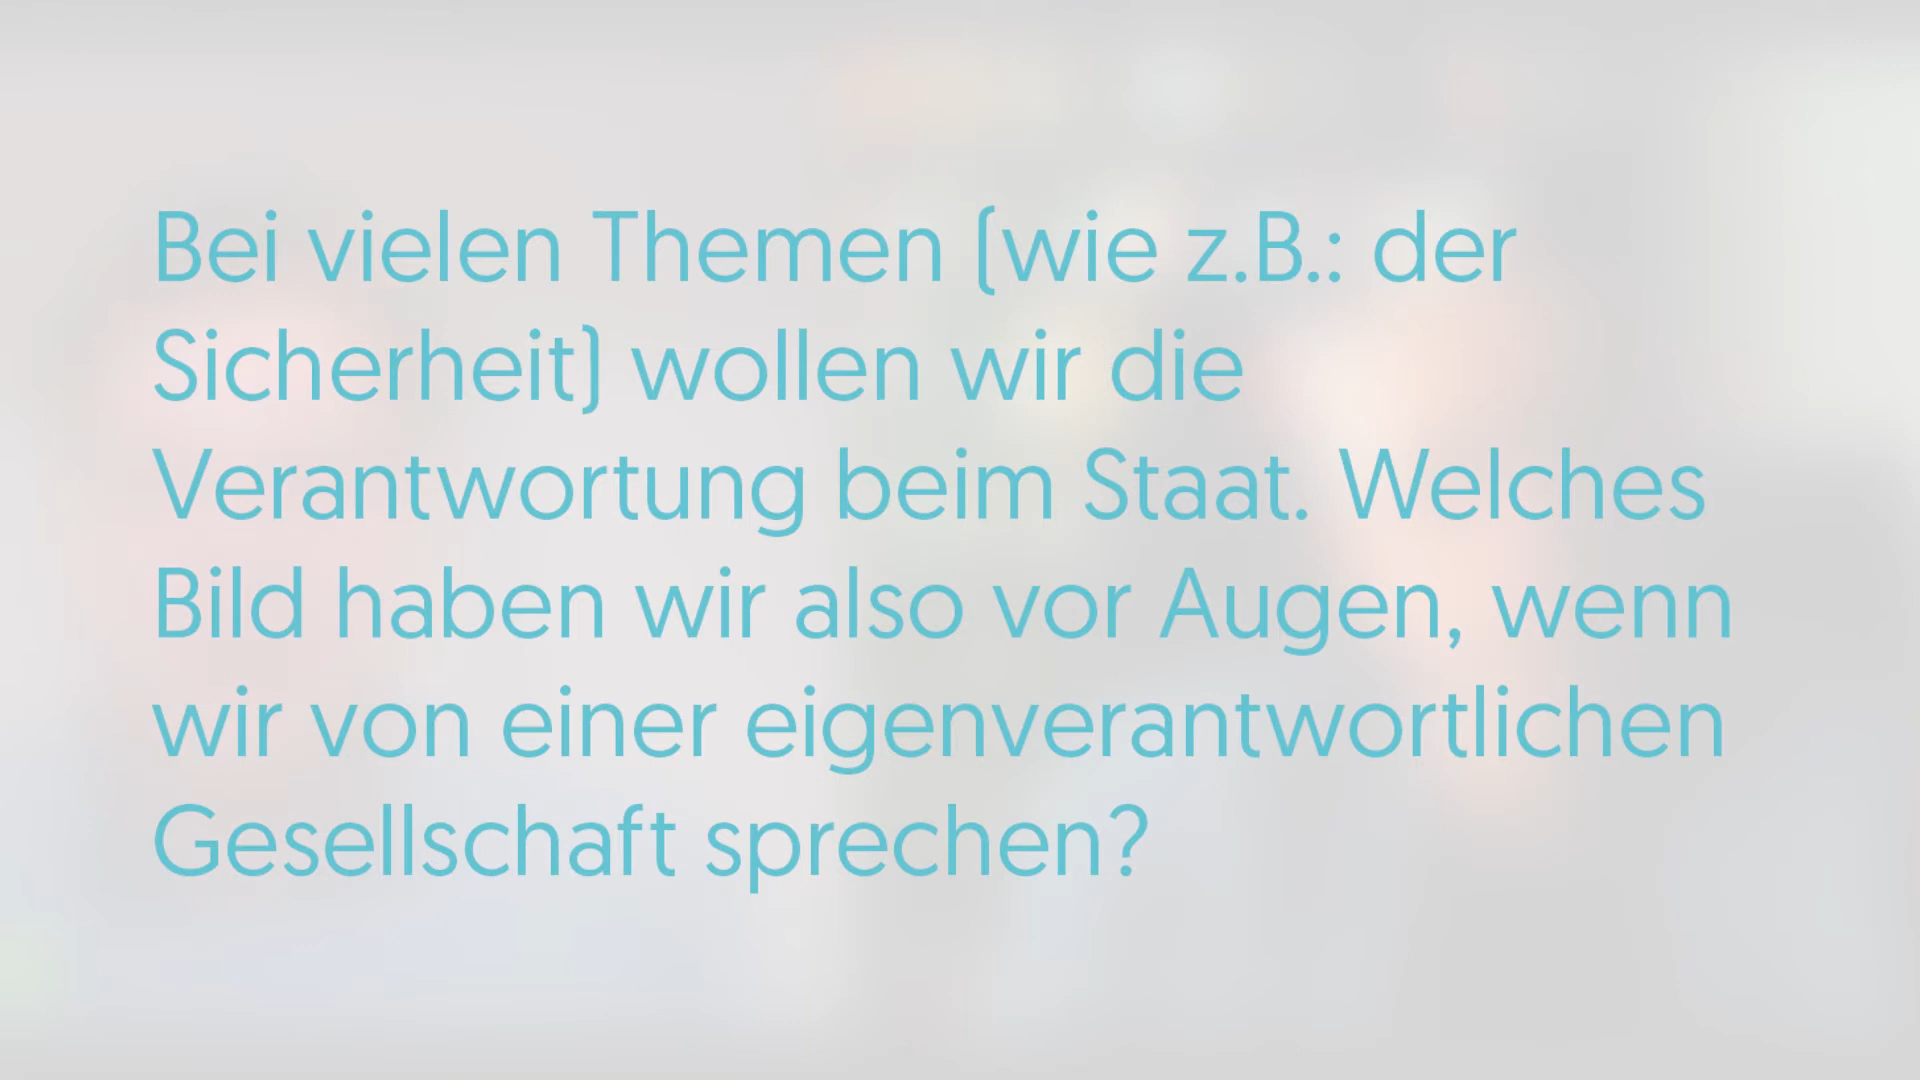 Bei vielen Themen (wie z.B.: der
Sicherheit) wollen wir die
Verantwortung beim Staat. Welches
Bild haben wir also vor Augen, wenn
wir von einer eigenverantwortlichen
Gesellschaft sprechen?